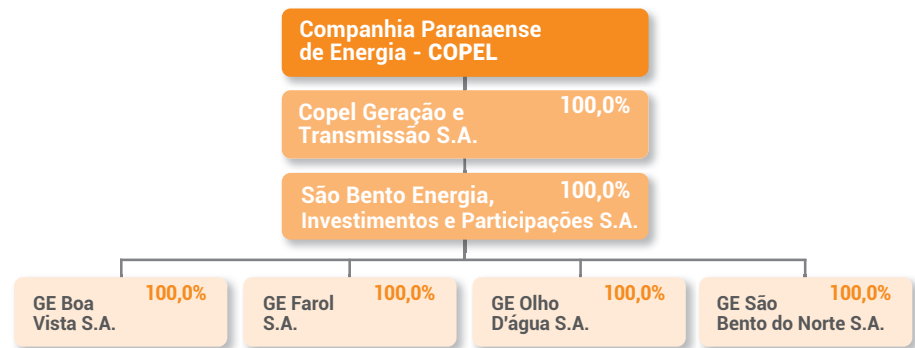 Companhia Paranaense
de Energia - COPEL
Copel Geração e
Transmissão S.A.
100,0%
São Bento Energia,
Investimentos e Participações S.A.
100,0%
GE Boa
Vista S.A.
100,0%
GE Farol
S.A.
100,0%
GE Olho
D'água S.A.
100,0%
GE São
Bento do Norte S.A.
100,0%